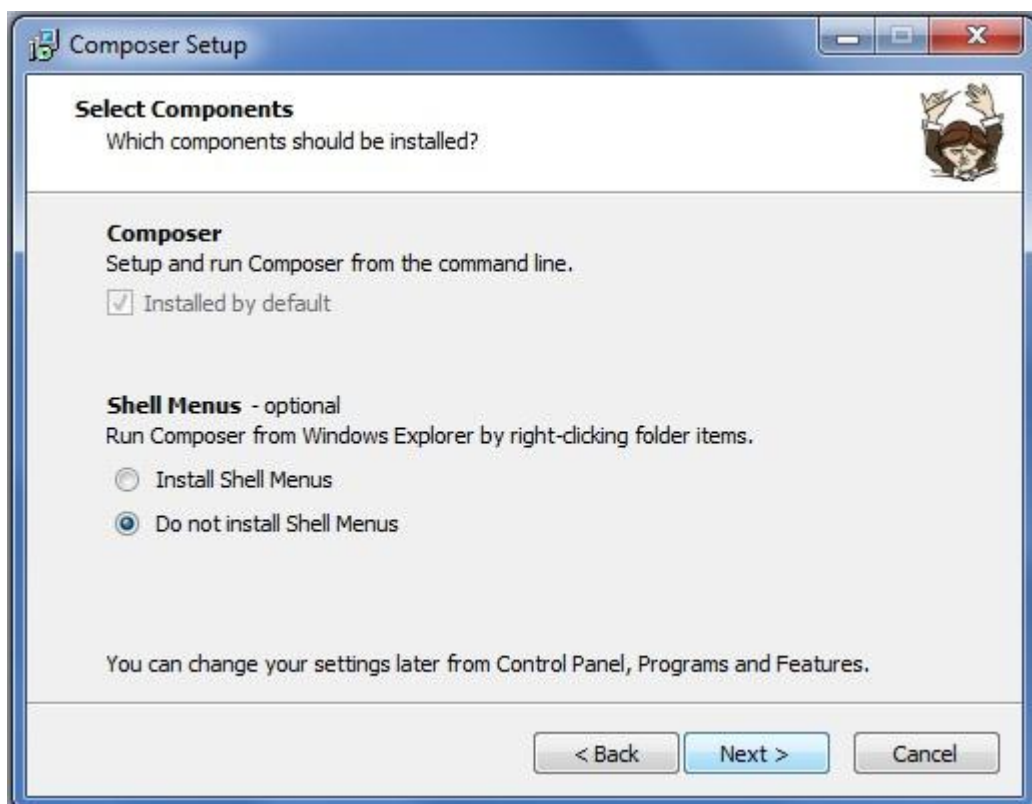 Composer Setup
Select Components
Which components should be installed?
Composer
Setup and run Composer from the command line.
Installed by default
Shell Menus - optional
Run Composer from Windows Explorer by right-clicking folder items.
Install Shell Menus
Do not install Shell Menus
You can change your settings later from Control Panel, Programs and Features.
< Back Next > Cancel